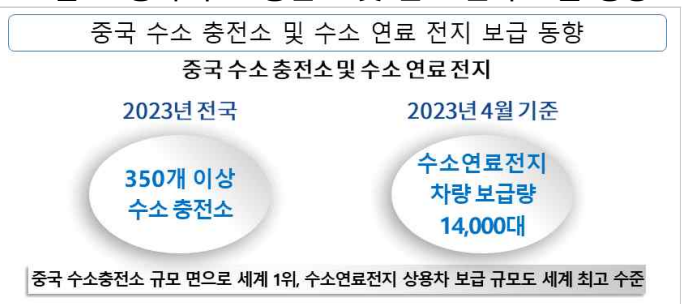 중국 수소 충전소 및 수소 연료 전지 보급 동향
중국 수소 충전소 및 수소 연료 전지
2023년 전국
2023년 4월 기준
350개 이상
수소 충전소
수소연료전지
차량 보급량
14,000대
중국 수소충전소 규모 면으로 세계 1위, 수소연료전지 상용차 보급 규모도 세계 최고 수준